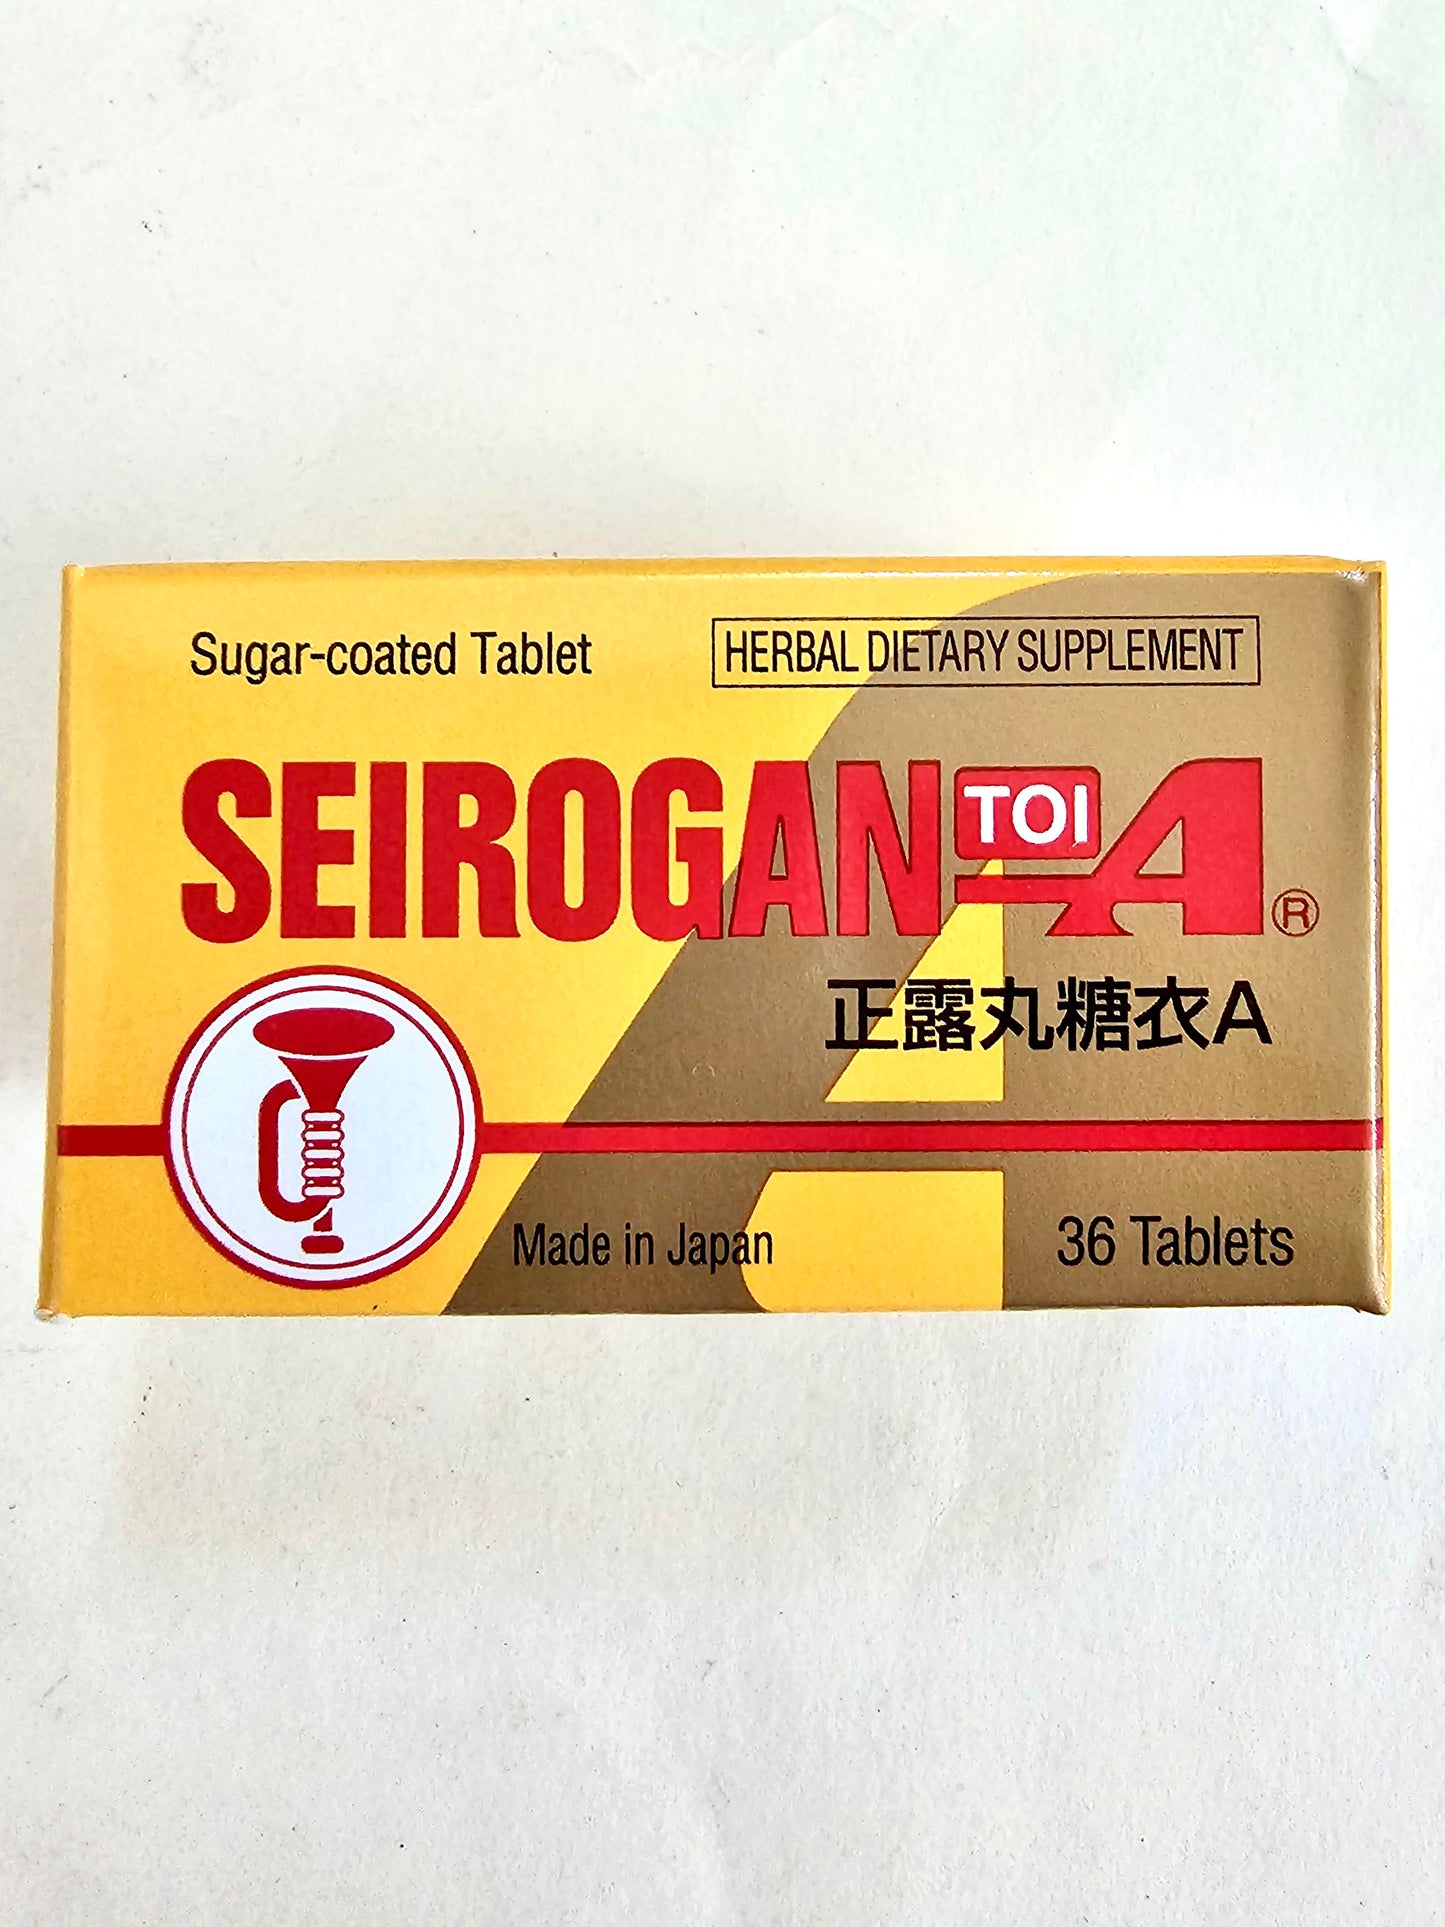 Sugar-coated Tablet HERBAL DIETARY SUPPLEMENT
SEIROGAN TOI-A®
正露丸糖衣A
Made in Japan 36 Tablets